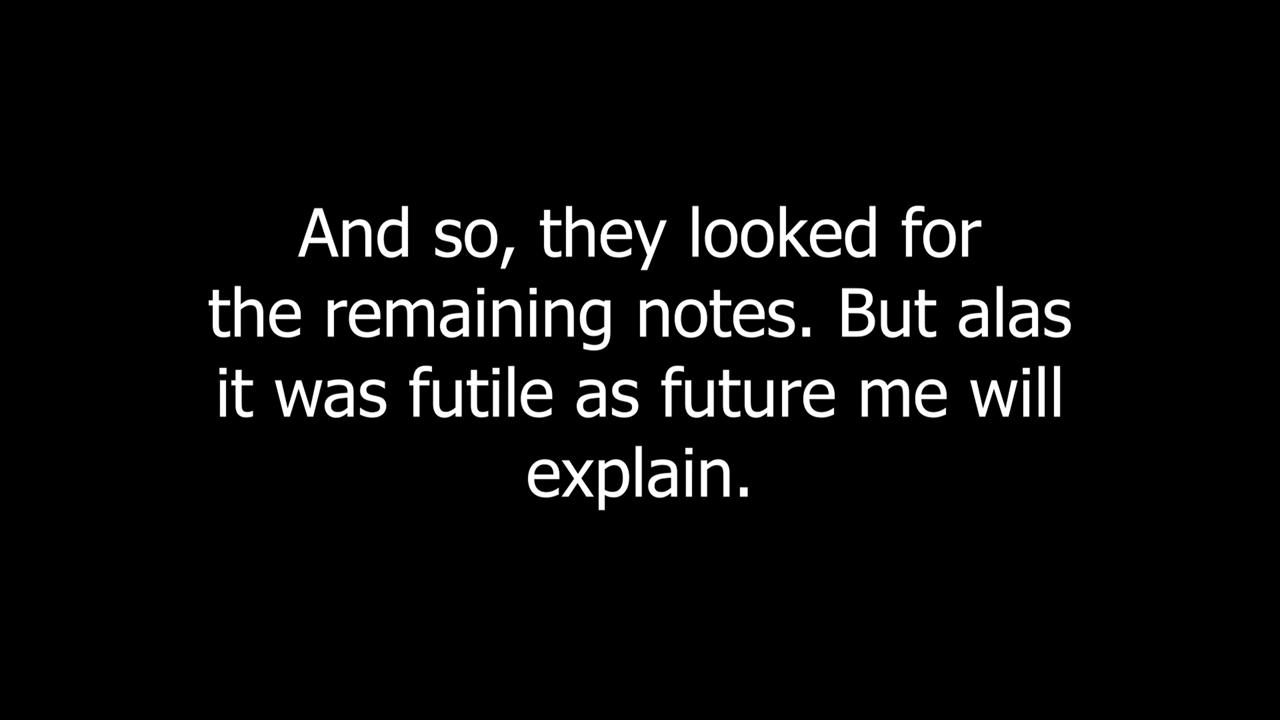 And so, they looked for
the remaining notes. But alas
it was futile as future me will
explain.